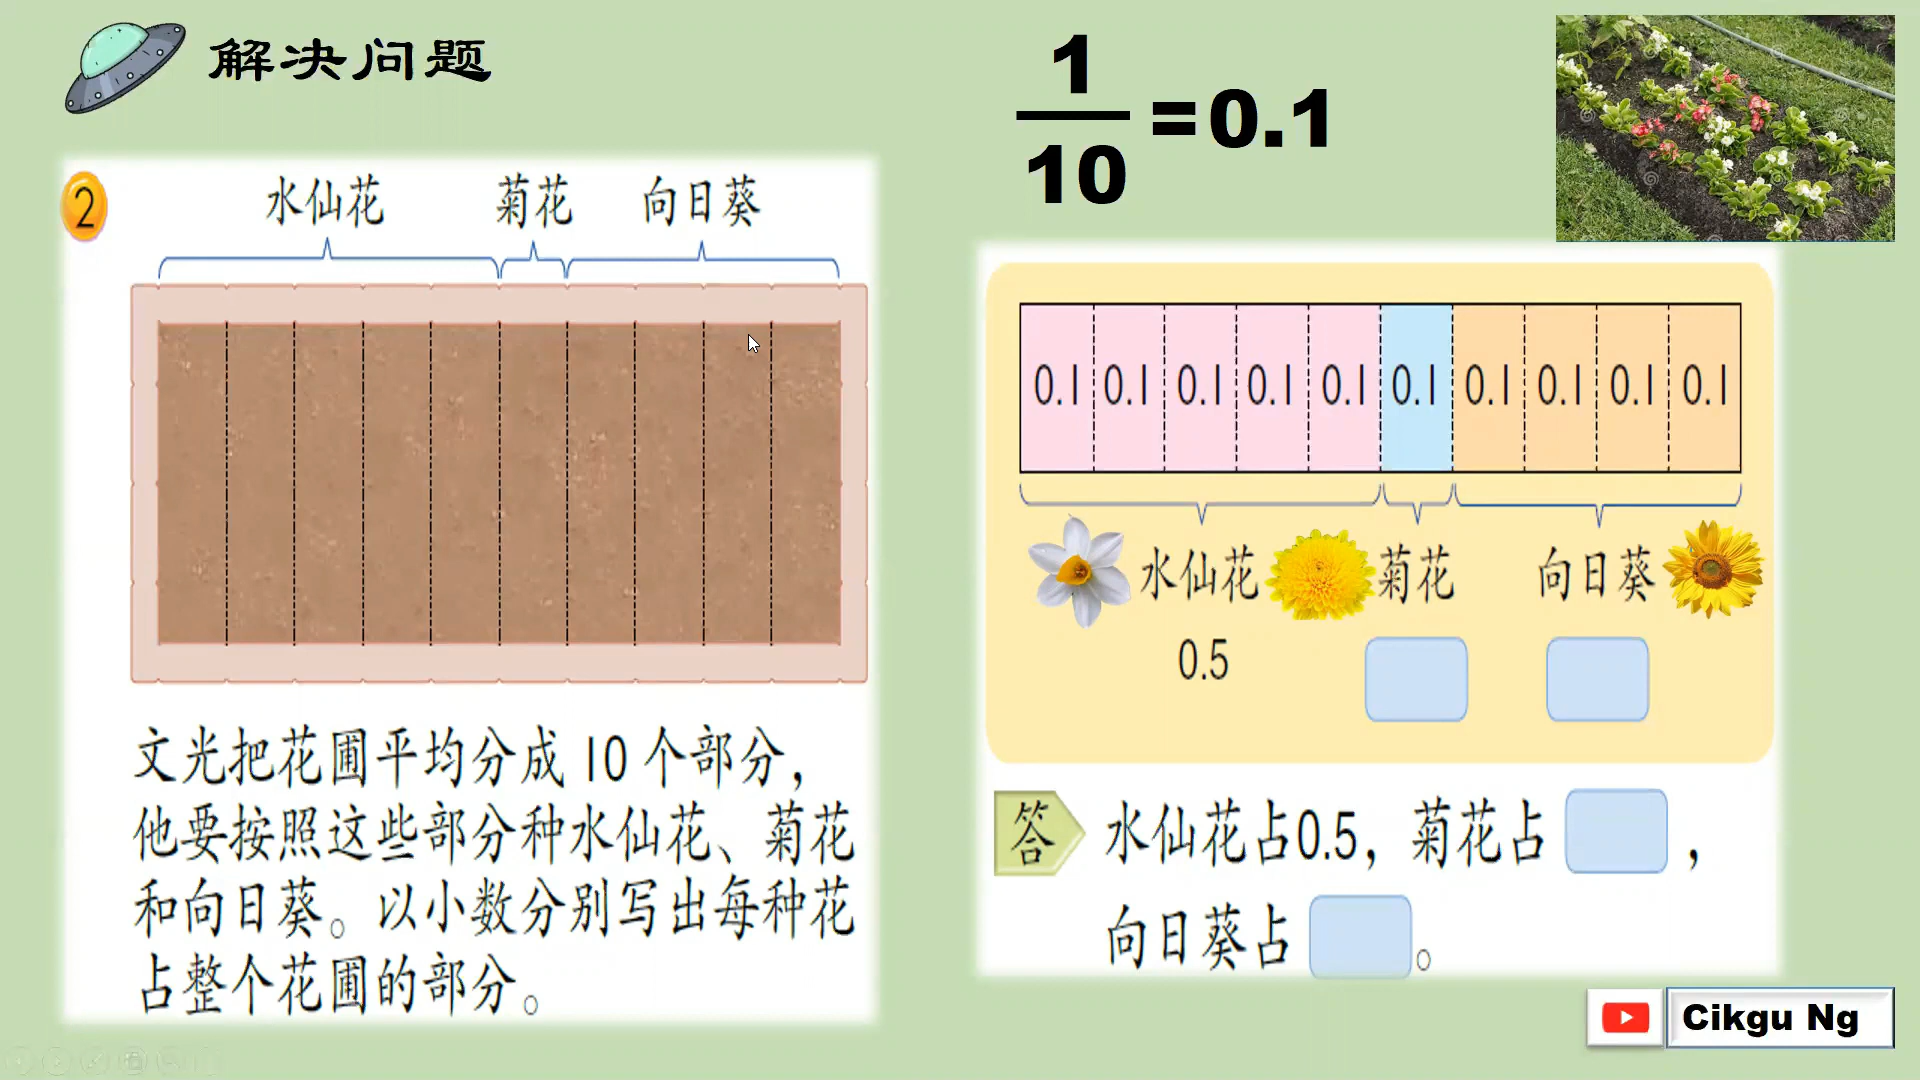 解决问题
1
10
=0.1
2
水仙花 菊花 向日葵
文光把花圃平均分成 10 个部分，
他要按照这些部分种水仙花、菊花
和向日葵。以小数分别写出每种花
占整个花圃的部分。
0.1 0.1 0.1 0.1 0.1 0.1 0.1 0.1 0.1 0.1
水仙花 菊花 向日葵
0.5
答 水仙花占0.5，菊花占 ，
向日葵占 。
Cikgu Ng